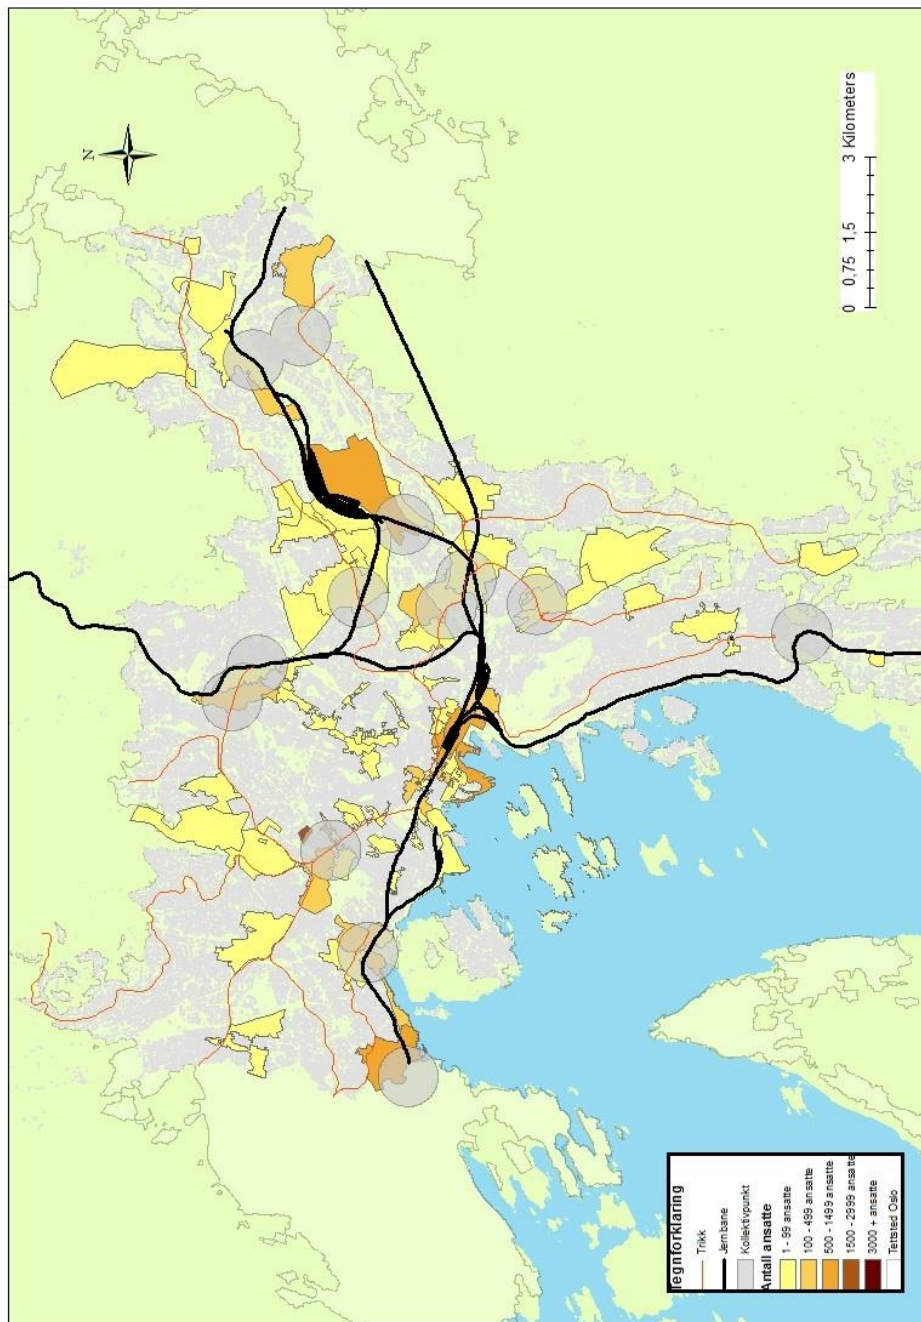 N
0 0,75 1,5 3 Kilometers
Tegnforklaring
Trikk
Jernbane
Kollektivpunkt
Antall ansatte
1 - 99 ansatte
100 - 499 ansatte
500 - 1499 ansatte
1500 - 2999 ansatte
3000 + ansatte
Tettsted Oslo